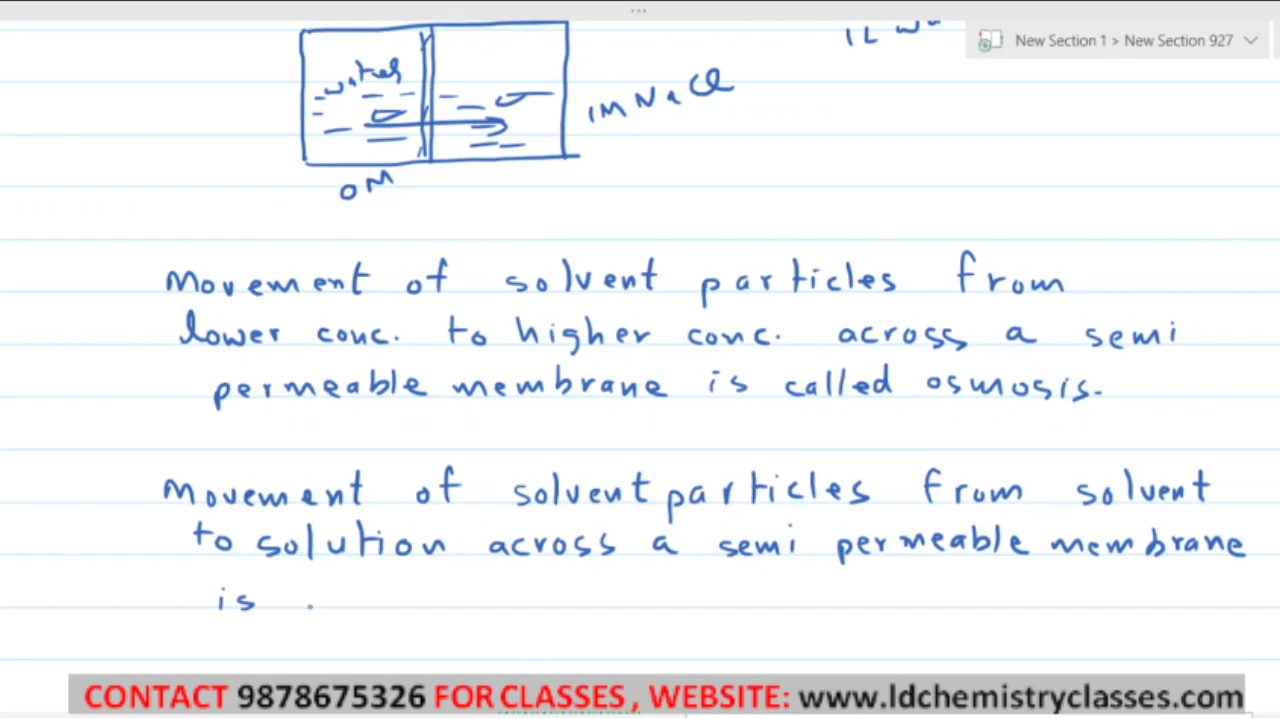 New Section 1 > New Section 927
1L
water
1M NaCl
0M
Movement of solvent particles from
lower conc. to higher conc. across a semi
permeable membrane is called osmosis.
Movement of solvent particles from solvent
to solution across a semi permeable membrane
is
CONTACT 9878675326 FOR CLASSES , WEBSITE: www.ldchemistryclasses.com